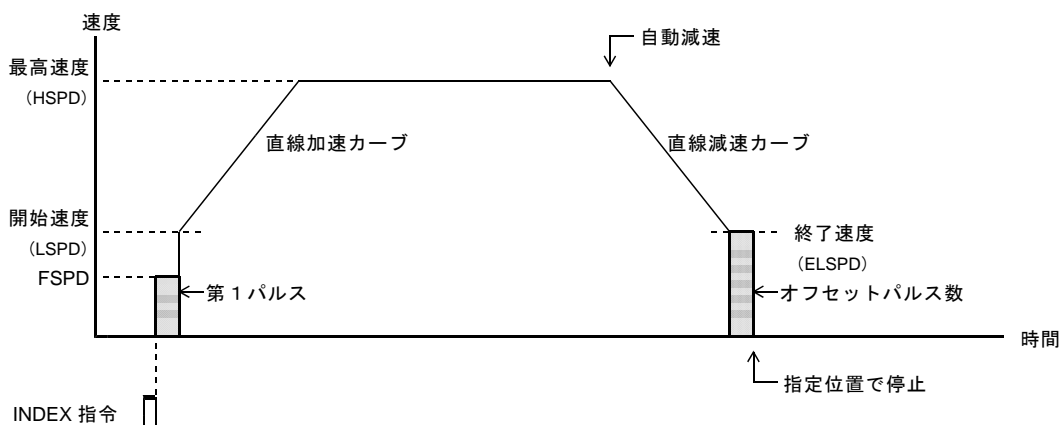 速度
自動減速
最高速度
（HSPD）
直線加速カーブ
直線減速カーブ
開始速度
（LSPD）
終了速度
（ELSPD）
FSPD
第１パルス
オフセットパルス数
時間
指定位置で停止
INDEX 指令